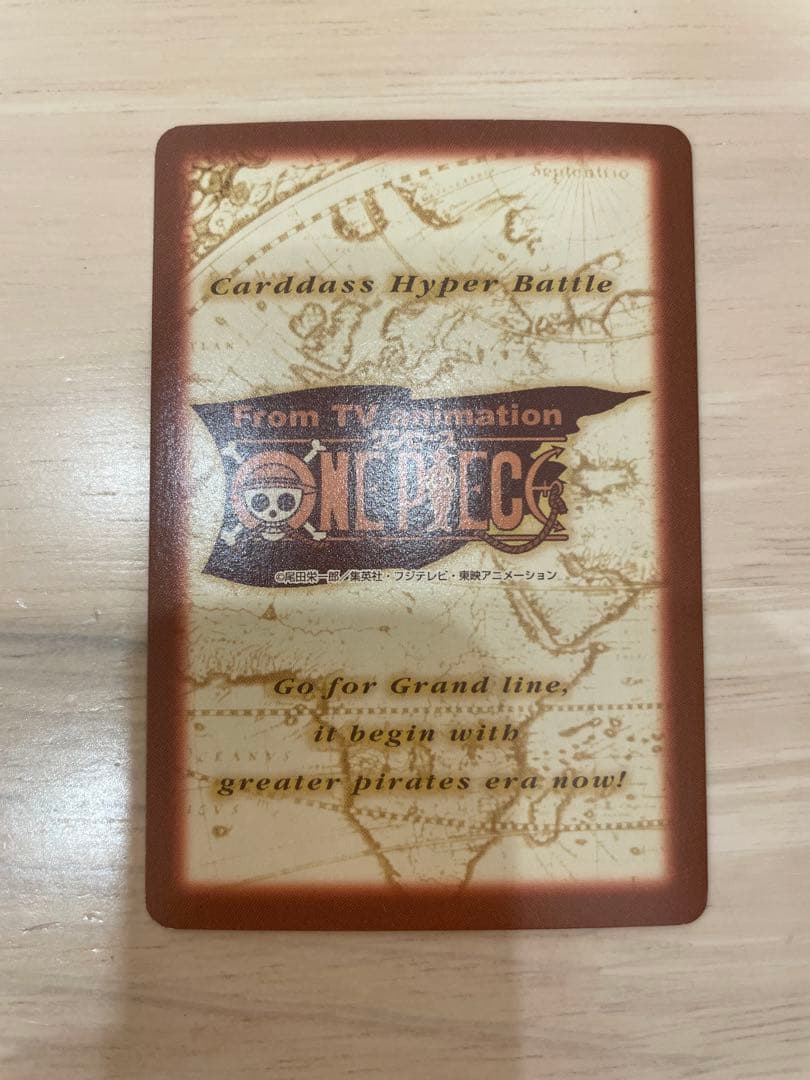 Septentrio
Carddass Hyper Battle
From TV animation
ワンピース
ONE PIECE
©尾田栄一郎／集英社・フジテレビ・東映アニメーション
Go for Grand line,
it begin with
greater pirates era now!